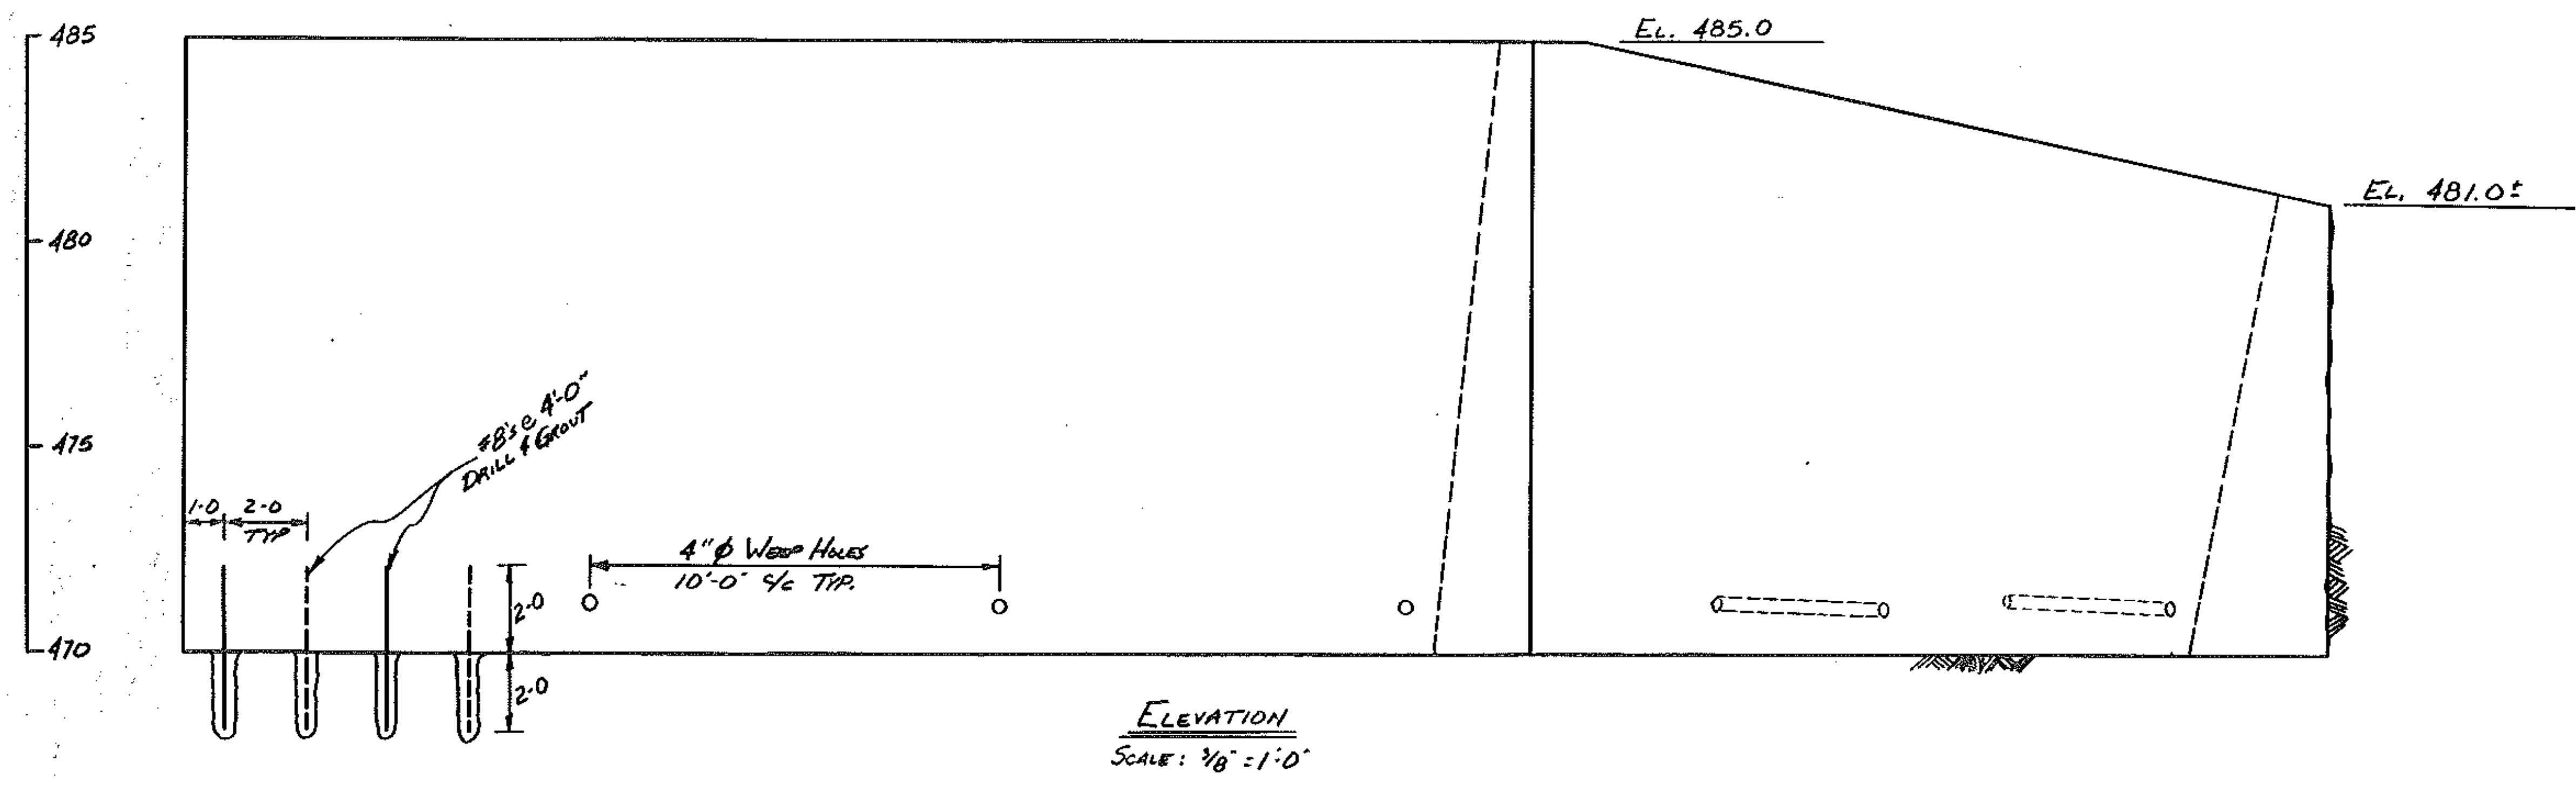 485
480
475
470
EL. 485.0
EL. 481.0±
#8's @ 4'-0"
DRILL & GROUT
1-0
2-0
TYP
4"ø WEEP HOLES
10'-0" c/c TYP.
2-0
2-0
ELEVATION
SCALE: 3/8" = 1'-0"